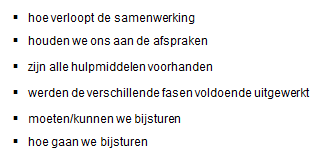 ▪ hoe verloopt de samenwerking
▪ houden we ons aan de afspraken
▪ zijn alle hulpmiddelen voorhanden
▪ werden de verschillende fasen voldoende uitgewerkt
▪ moeten/kunnen we bijsturen
▪ hoe gaan we bijsturen